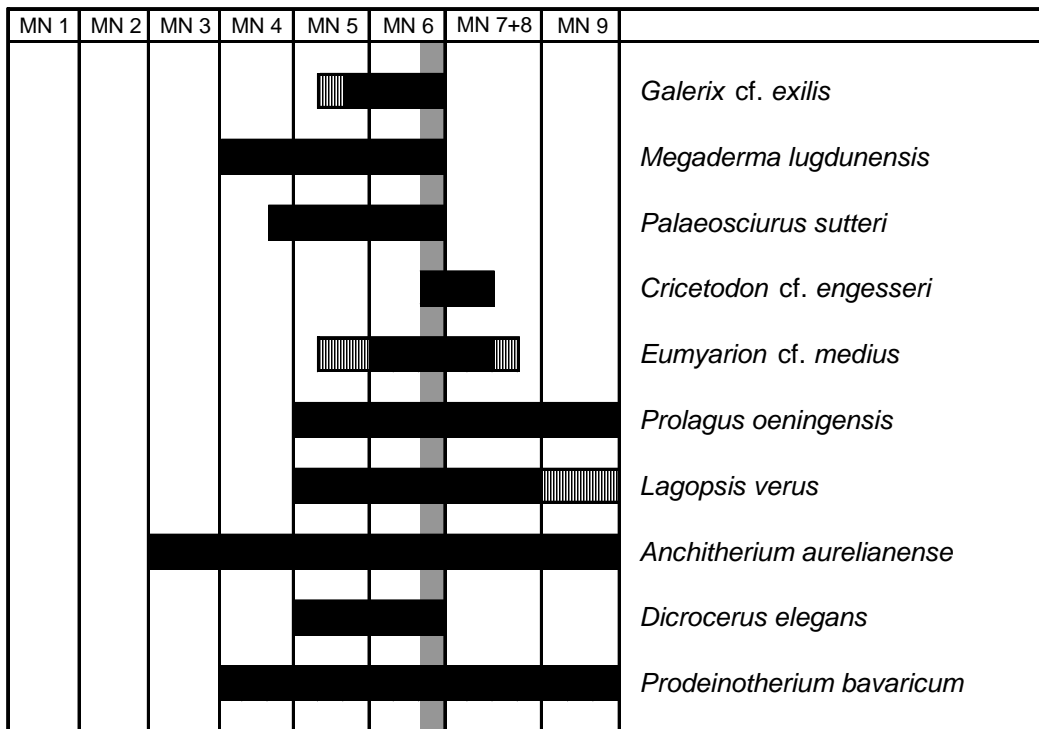 MN 1 MN 2 MN 3 MN 4 MN 5 MN 6 MN 7+8 MN 9
Galerix cf. exilis
Megaderma lugdunensis
Palaeosciurus sutteri
Cricetodon cf. engesseri
Eumyarion cf. medius
Prolagus oeningensis
Lagopsis verus
Anchitherium aurelianense
Dicrocerus elegans
Prodeinotherium bavaricum